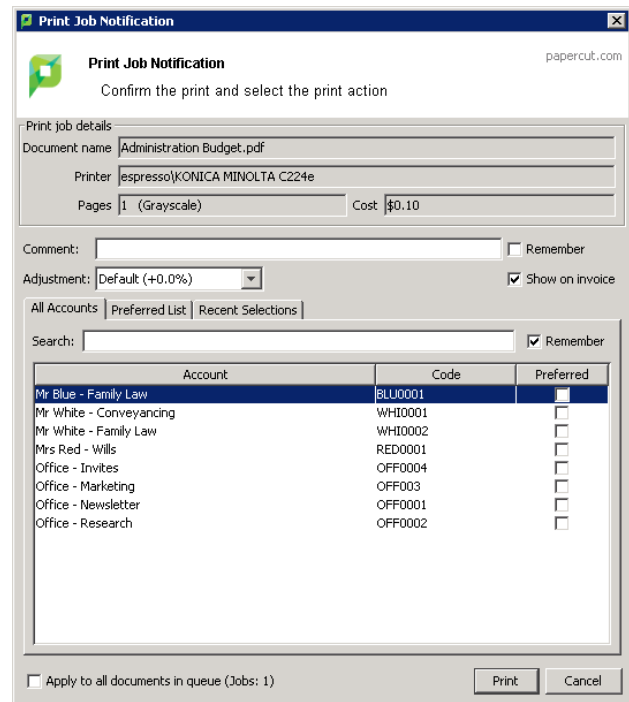 Print Job Notification
Print Job Notification papercut.com
Confirm the print and select the print action
Print job details
Document name Administration Budget.pdf
Printer espresso\KONICA MINOLTA C224e
Pages 1 (Grayscale) Cost $0.10
Comment: Remember
Adjustment: Default (+0.0%) Show on invoice
All Accounts Preferred List Recent Selections
Search: Remember
Account Code Preferred
Mr Blue - Family Law BLU0001
Mr White - Conveyancing WHI0001
Mr White - Family Law WHI0002
Mrs Red - Wills RED0001
Office - Invites OFF0004
Office - Marketing OFF003
Office - Newsletter OFF0001
Office - Research OFF0002
Apply to all documents in queue (Jobs: 1) Print Cancel